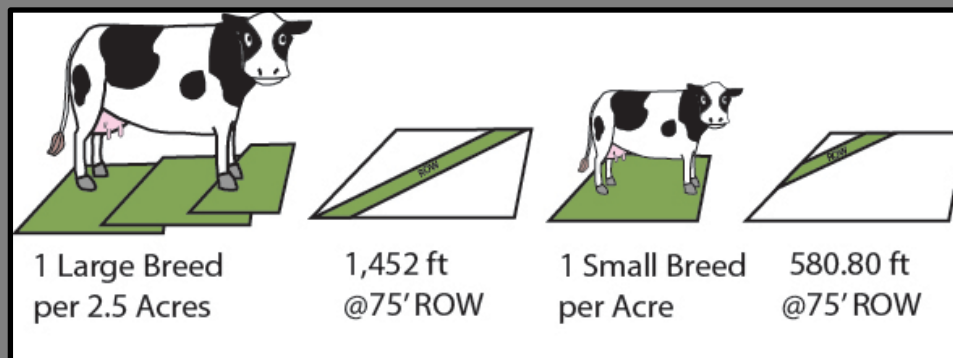 ROW
ROW
1 Large Breed
per 2.5 Acres
1,452 ft
@75' ROW
1 Small Breed
per Acre
580.80 ft
@75' ROW